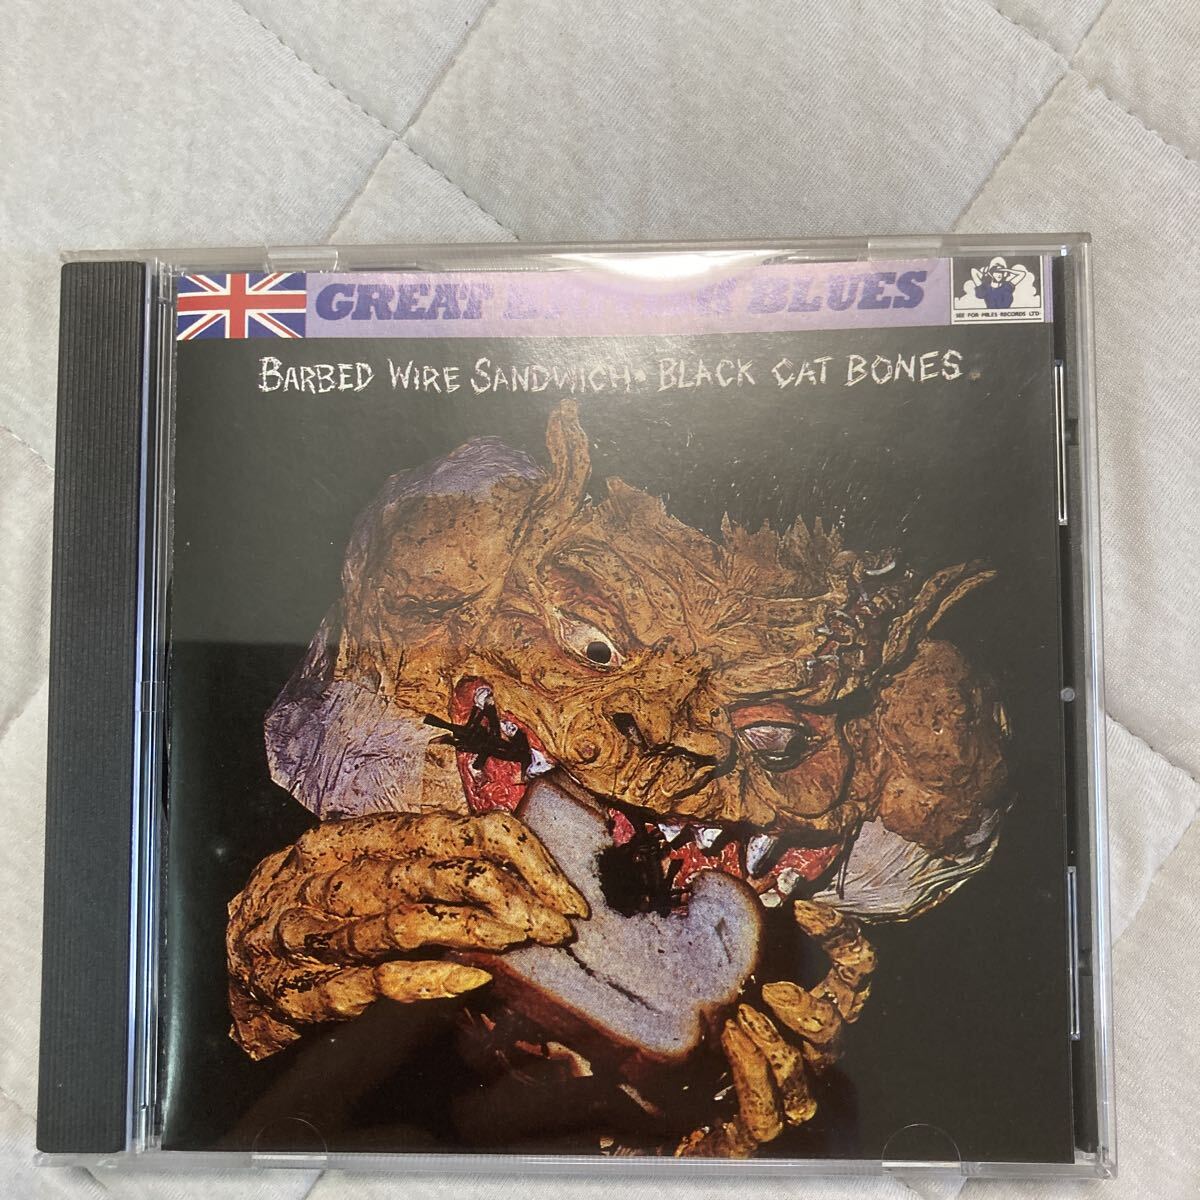 GREAT BRITISH BLUES
SEE FOR MILES RECORDS LTD.
BARBED WIRE SANDWICH • BLACK CAT BONES